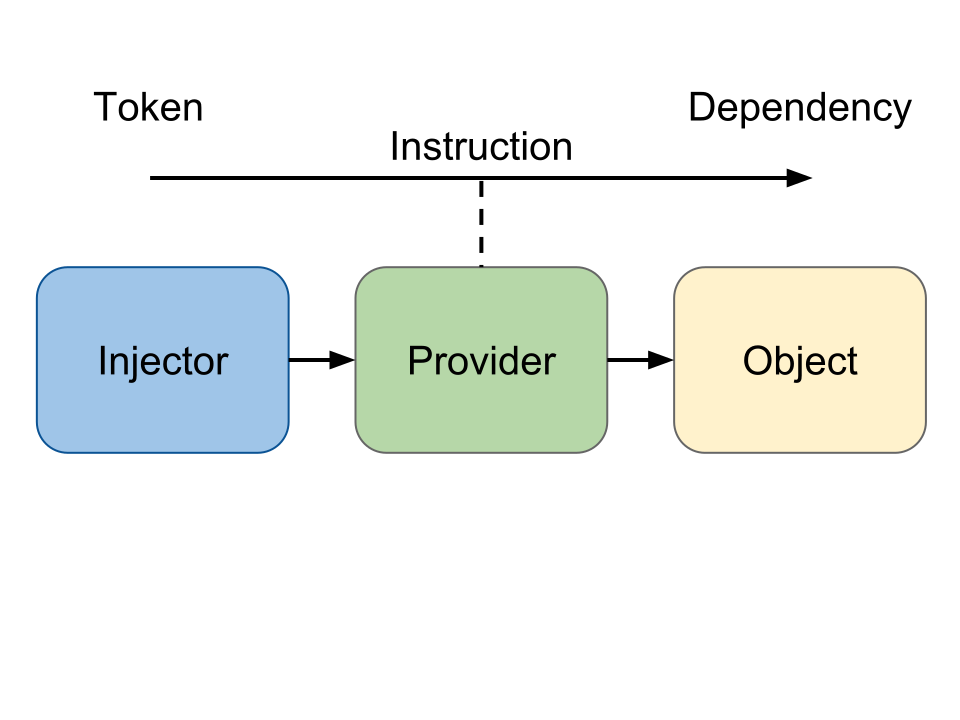 Token
Dependency
Instruction
Injector
Provider
Object